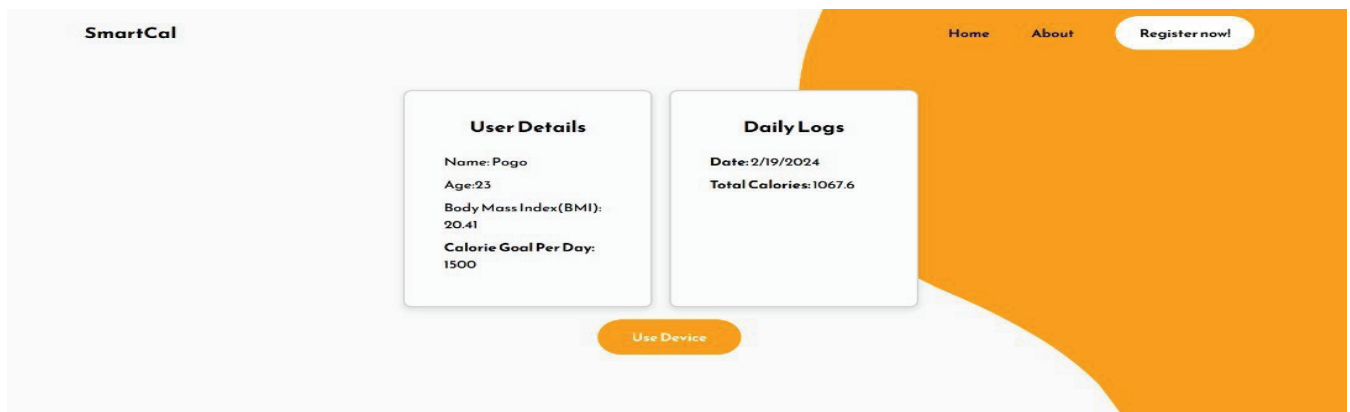 SmartCal
Home
About
Register now!
User Details
Name: Pogo
Age:23
Body Mass Index(BMI):
20.41
Calorie Goal Per Day:
1500
Daily Logs
Date: 2/19/2024
Total Calories: 1067.6
Use Device